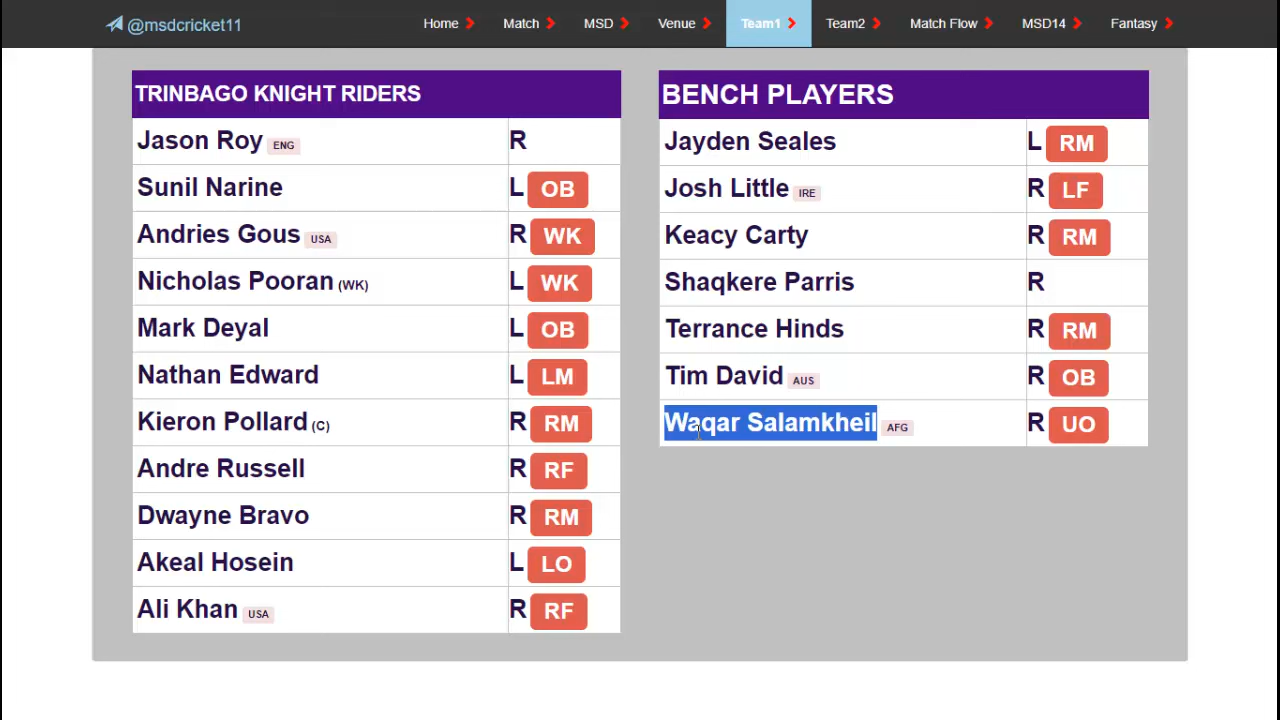 @msdcricket11 Home Match MSD Venue Team1 Team2 Match Flow MSD14 Fantasy
TRINBAGO KNIGHT RIDERS
Jason Roy ENG R
Sunil Narine L OB
Andries Gous USA R WK
Nicholas Pooran (WK) L WK
Mark Deyal L OB
Nathan Edward L LM
Kieron Pollard (C) R RM
Andre Russell R RF
Dwayne Bravo R RM
Akeal Hosein L LO
Ali Khan USA R RF
BENCH PLAYERS
Jayden Seales L RM
Josh Little IRE R LF
Keacy Carty R RM
Shaqkere Parris R
Terrance Hinds R RM
Tim David AUS R OB
Waqar Salamkheil AFG R UO